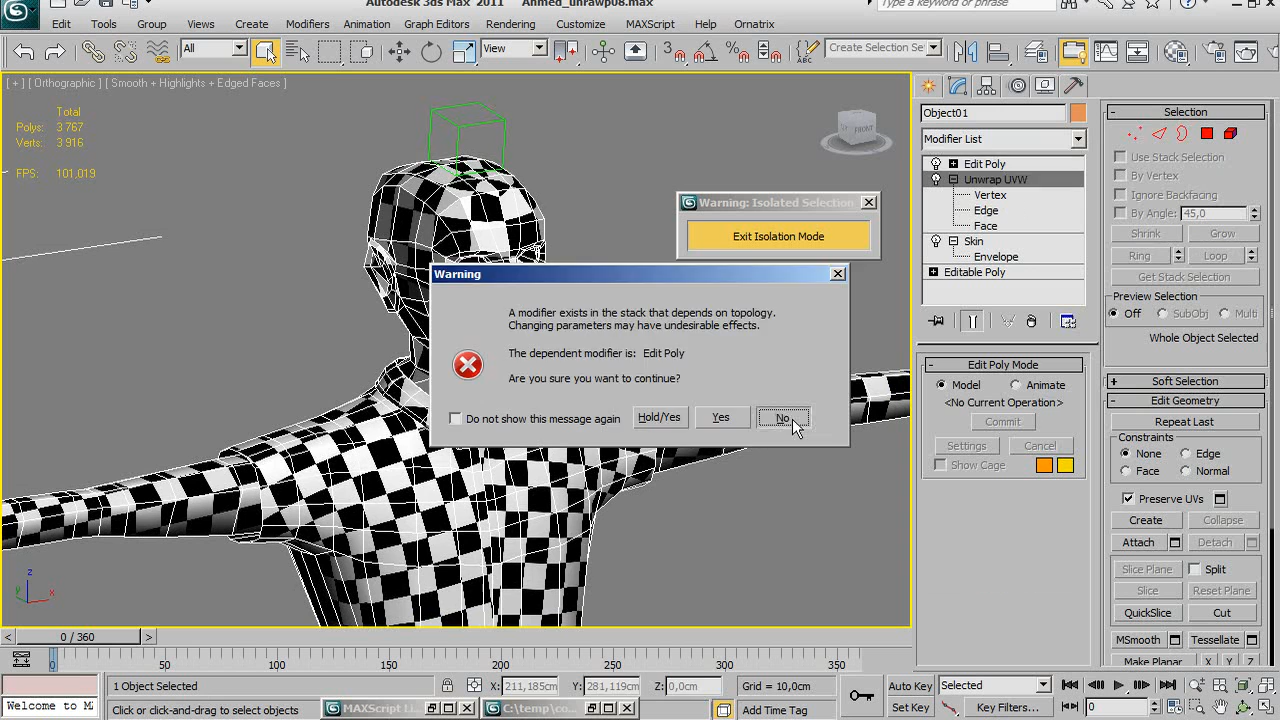 Autodesk 3ds Max 2011 Ahmed_unrawp08.max
Type a keyword or phrase
Edit Tools Group Views Create Modifiers Animation Graph Editors Rendering Customize MAXScript Help Ornatrix
All View Create Selection Se
[ + ] [ Orthographic ] [ Smooth + Highlights + Edged Faces ]
Total
Polys: 3 767
Verts: 3 916
FPS: 101,019
FRONT
Warning: Isolated Selection
Exit Isolation Mode
Warning
A modifier exists in the stack that depends on topology.
Changing parameters may have undesirable effects.
The dependent modifier is: Edit Poly
Are you sure you want to continue?
Do not show this message again Hold/Yes Yes No
Object01
Modifier List
Edit Poly
Unwrap UVW
Vertex
Edge
Face
Skin
Envelope
Editable Poly
Edit Poly Mode
Model Animate
<No Current Operation>
Commit
Settings Cancel
Show Cage
Selection
Use Stack Selection
By Vertex
Ignore Backfacing
By Angle: 45,0
Shrink Grow
Ring Loop
Get Stack Selection
Preview Selection
Off SubObj Multi
Whole Object Selected
Soft Selection
Edit Geometry
Repeat Last
Constraints
None Edge
Face Normal
Preserve UVs
Create Collapse
Attach Detach
Slice Plane Split
Slice Reset Plane
QuickSlice Cut
MSmooth Tessellate
Make Planar X Y Z
0 / 360
0 50 100 150 200 250 300 350
1 Object Selected X: 211,185cm Y: 281,119cm Z: 0,0cm Grid = 10,0cm Auto Key Selected
Welcome to MA Click or click-and-drag to select objects MAXScript Li C:\temp\co Add Time Tag Set Key Key Filters... 0